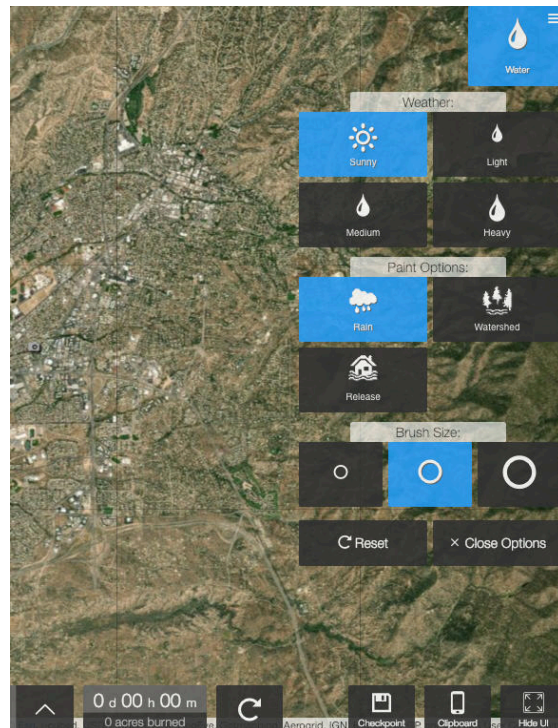 Water
Weather:
Sunny
Light
Medium
Heavy
Paint Options:
Rain
Watershed
Release
Brush Size:
Reset
× Close Options
0 d 00 h 00 m
0 acres burned
Checkpoint
Clipboard
Hide UI
Aerogrid, IGN